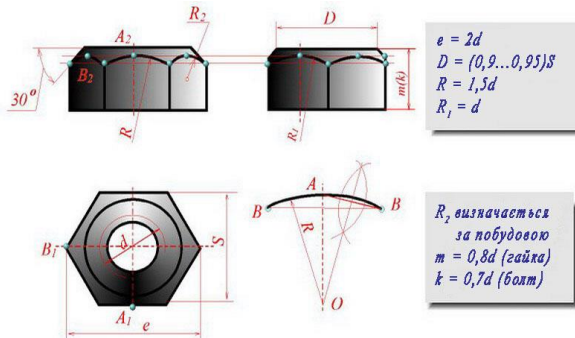 A₂
R₂
B₂
30°
R
D
R₁
m(k)
e = 2d
D = (0,9...0,95)S
R = 1,5d
R₁ = d
B₁
d
S
A₁
e
A
B
B
R
O
R₂ визначається
за побудовою
m = 0,8d (гайка)
k = 0,7d (болт)